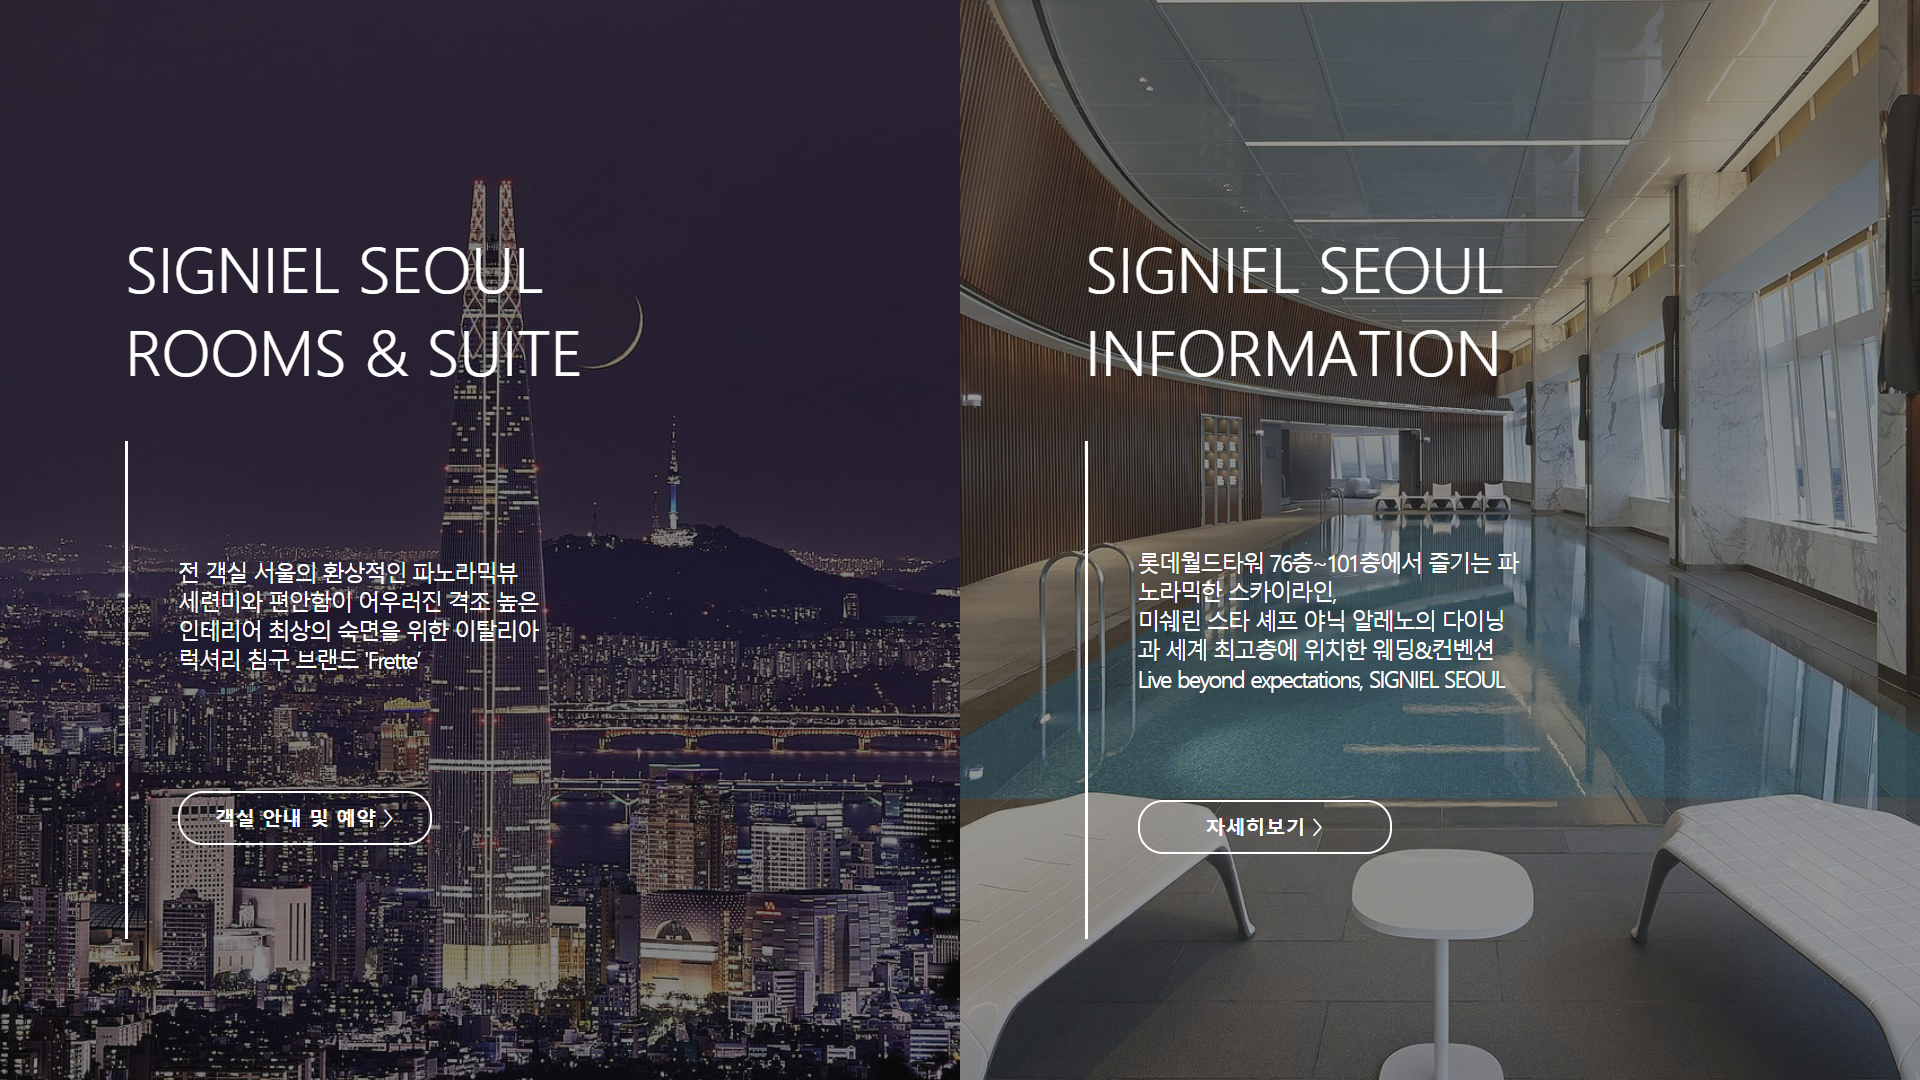 SIGNIEL SEOUL
ROOMS & SUITE
전 객실 서울의 환상적인 파노라믹뷰
세련미와 편안함이 어우러진 격조 높은
인테리어 최상의 숙면을 위한 이탈리아
럭셔리 침구 브랜드 'Frette'
객실 안내 및 예약 〉
SIGNIEL SEOUL
INFORMATION
롯데월드타워 76층~101층에서 즐기는 파
노라믹한 스카이라인,
미쉐린 스타 셰프 야닉 알레노의 다이닝
과 세계 최고층에 위치한 웨딩&컨벤션
Live beyond expectations, SIGNIEL SEOUL
자세히보기 〉